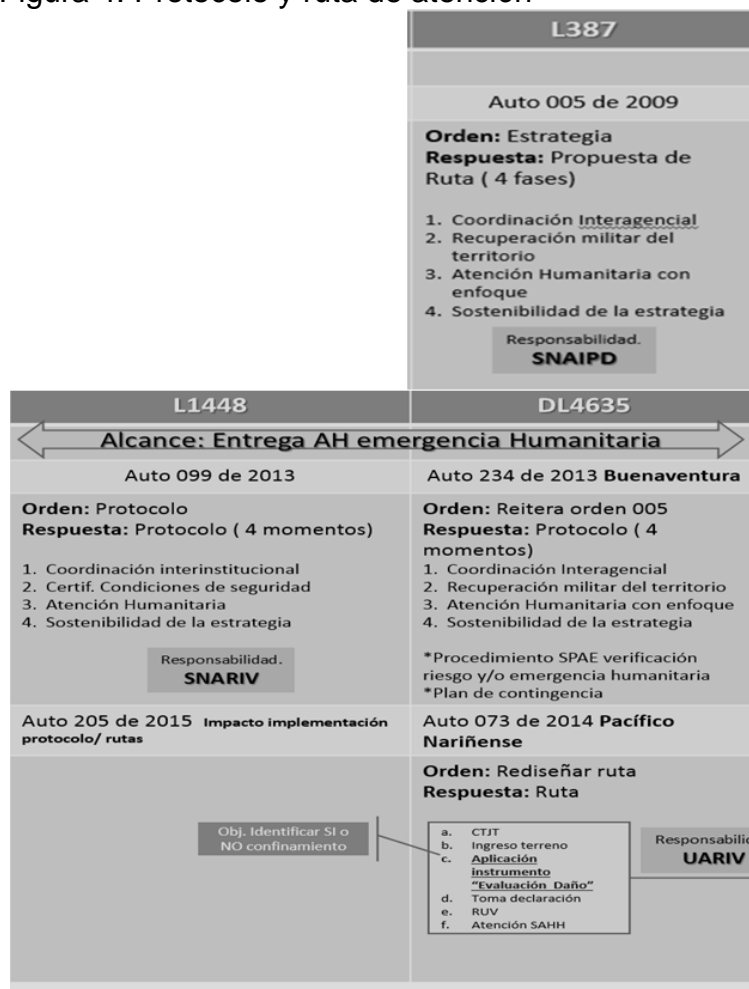 Figura 4. Protocolo y ruta de atención
L387
Auto 005 de 2009
Orden: Estrategia
Respuesta: Propuesta de
Ruta ( 4 fases)
1. Coordinación Interagencial
2. Recuperación militar del
territorio
3. Atención Humanitaria con
enfoque
4. Sostenibilidad de la estrategia
Responsabilidad.
SNAIPD
L1448
DL4635
Alcance: Entrega AH emergencia Humanitaria
Auto 099 de 2013
Orden: Protocolo
Respuesta: Protocolo ( 4 momentos)
1. Coordinación interinstitucional
2. Certif. Condiciones de seguridad
3. Atención Humanitaria
4. Sostenibilidad de la estrategia
Responsabilidad.
SNARIV
Auto 234 de 2013 Buenaventura
Orden: Reitera orden 005
Respuesta: Protocolo ( 4
momentos)
1. Coordinación Interagencial
2. Recuperación militar del territorio
3. Atención Humanitaria con enfoque
4. Sostenibilidad de la estrategia
*Procedimiento SPAE verificación
riesgo y/o emergencia humanitaria
*Plan de contingencia
Auto 205 de 2015 Impacto implementación
protocolo/ rutas
Auto 073 de 2014 Pacífico
Nariñense
Orden: Rediseñar ruta
Respuesta: Ruta
Obj. Identificar SI o
NO confinamiento
a. CTJT
b. Ingreso terreno
c. Aplicación
instrumento
"Evaluación Daño"
d. Toma declaración
e. RUV
f. Atención SAHH
UARIV